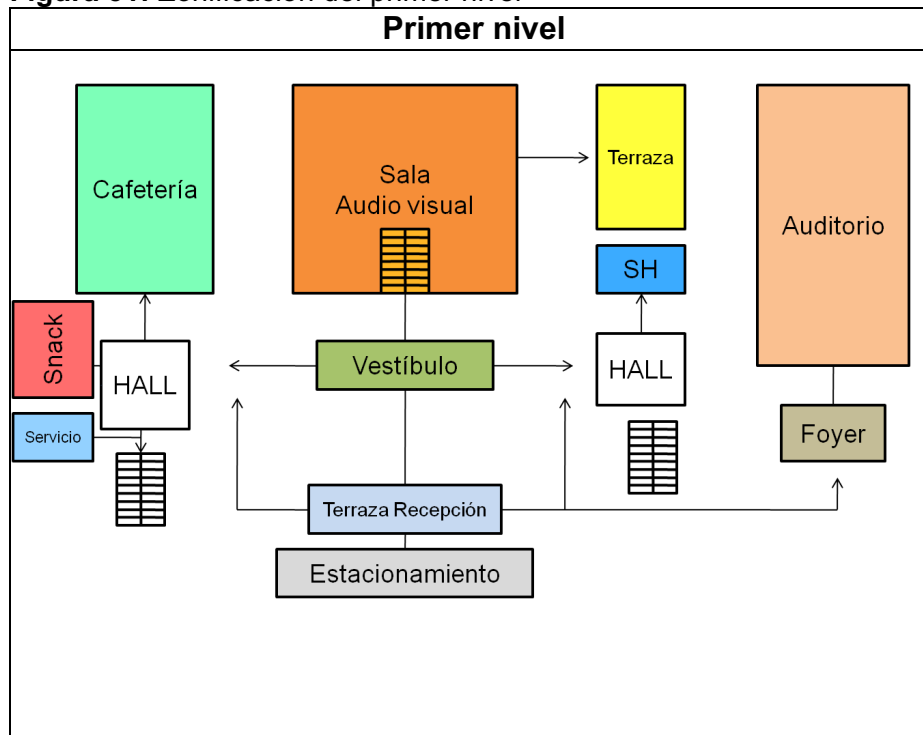 Primer nivel
Cafetería
Sala
Audio visual
Terraza
Auditorio
SH
Snack
HALL
Vestíbulo
HALL
Servicio
Foyer
Terraza Recepción
Estacionamiento